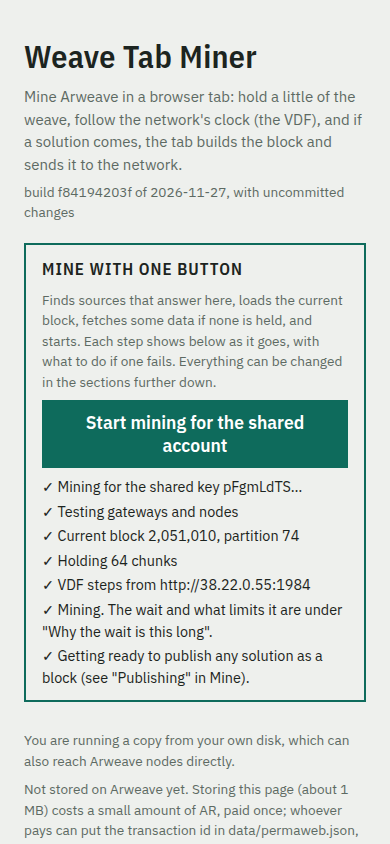 Weave Tab Miner
Mine Arweave in a browser tab: hold a little of the
weave, follow the network's clock (the VDF), and if
a solution comes, the tab builds the block and
sends it to the network.
build f84194203f of 2026-11-27, with uncommitted
changes
MINE WITH ONE BUTTON
Finds sources that answer here, loads the current
block, fetches some data if none is held, and
starts. Each step shows below as it goes, with
what to do if one fails. Everything can be changed
in the sections further down.
Start mining for the shared
account
✓ Mining for the shared key pFgmLdTS…
✓ Testing gateways and nodes
✓ Current block 2,051,010, partition 74
✓ Holding 64 chunks
✓ VDF steps from http://38.22.0.55:1984
✓ Mining. The wait and what limits it are under
"Why the wait is this long".
✓ Getting ready to publish any solution as a
block (see "Publishing" in Mine).
You are running a copy from your own disk, which can
also reach Arweave nodes directly.
Not stored on Arweave yet. Storing this page (about 1
MB) costs a small amount of AR, paid once; whoever
pays can put the transaction id in data/permaweb.json,